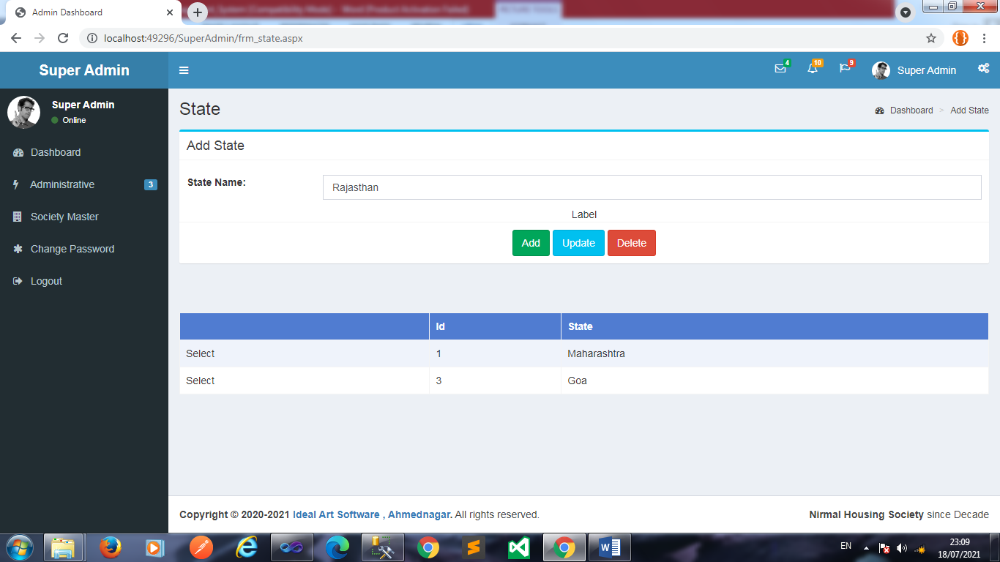 Admin Dashboard
localhost:49296/SuperAdmin/frm_state.aspx
Super Admin
4
10
9
Super Admin
Super Admin
Online
Dashboard
Administrative
3
Society Master
Change Password
Logout
State
Dashboard > Add State
Add State
State Name:
Rajasthan
Label
Add Update Delete
Id State
Select 1 Maharashtra
Select 3 Goa
Copyright © 2020-2021 Ideal Art Software , Ahmednagar. All rights reserved.
Nirmal Housing Society since Decade
EN
23:09
18/07/2021